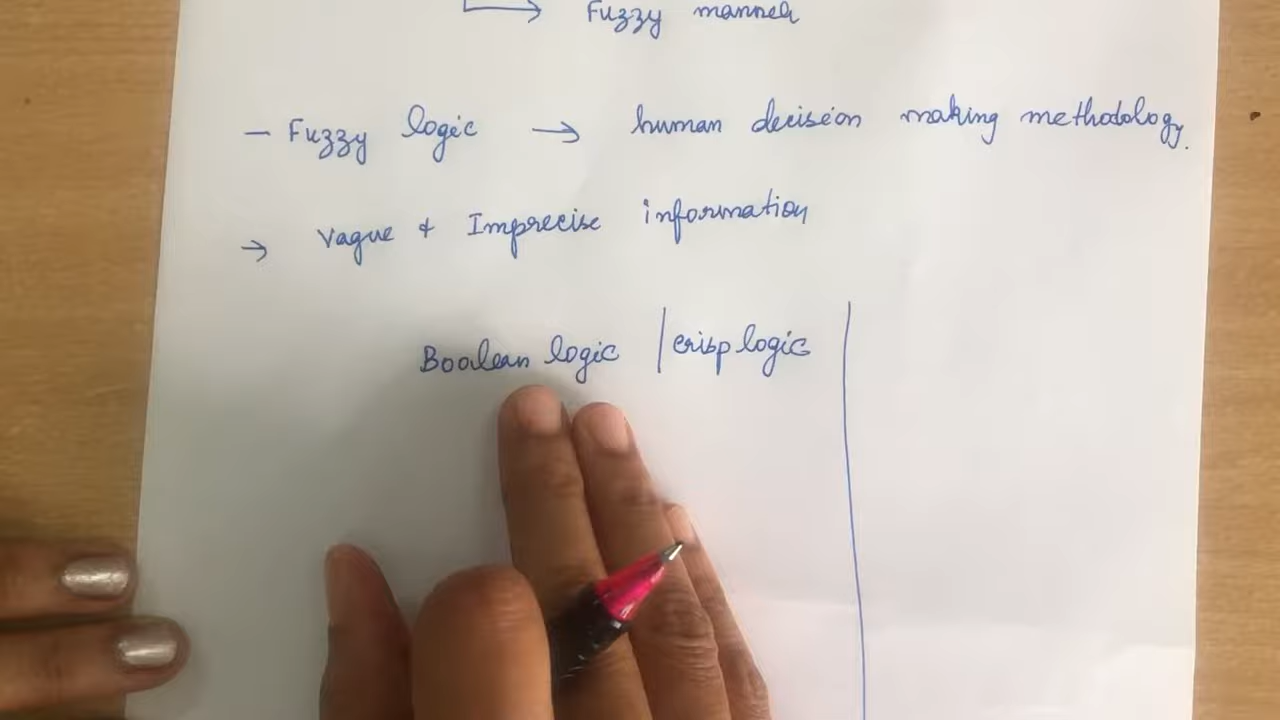 → Fuzzy manner
– Fuzzy logic → human decision making methodology.
→ Vague & Imprecise information
Boolean logic | crisp logic